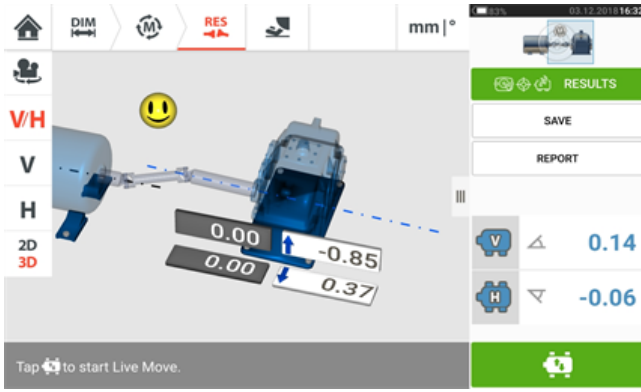 DIM
M
RES
mm | °
83%
03.12.2018 16:32
RESULTS
SAVE
REPORT
V/H
V
H
2D
3D
0.00
-0.85
0.00
0.37
V
0.14
H
-0.06
Tap to start Live Move.